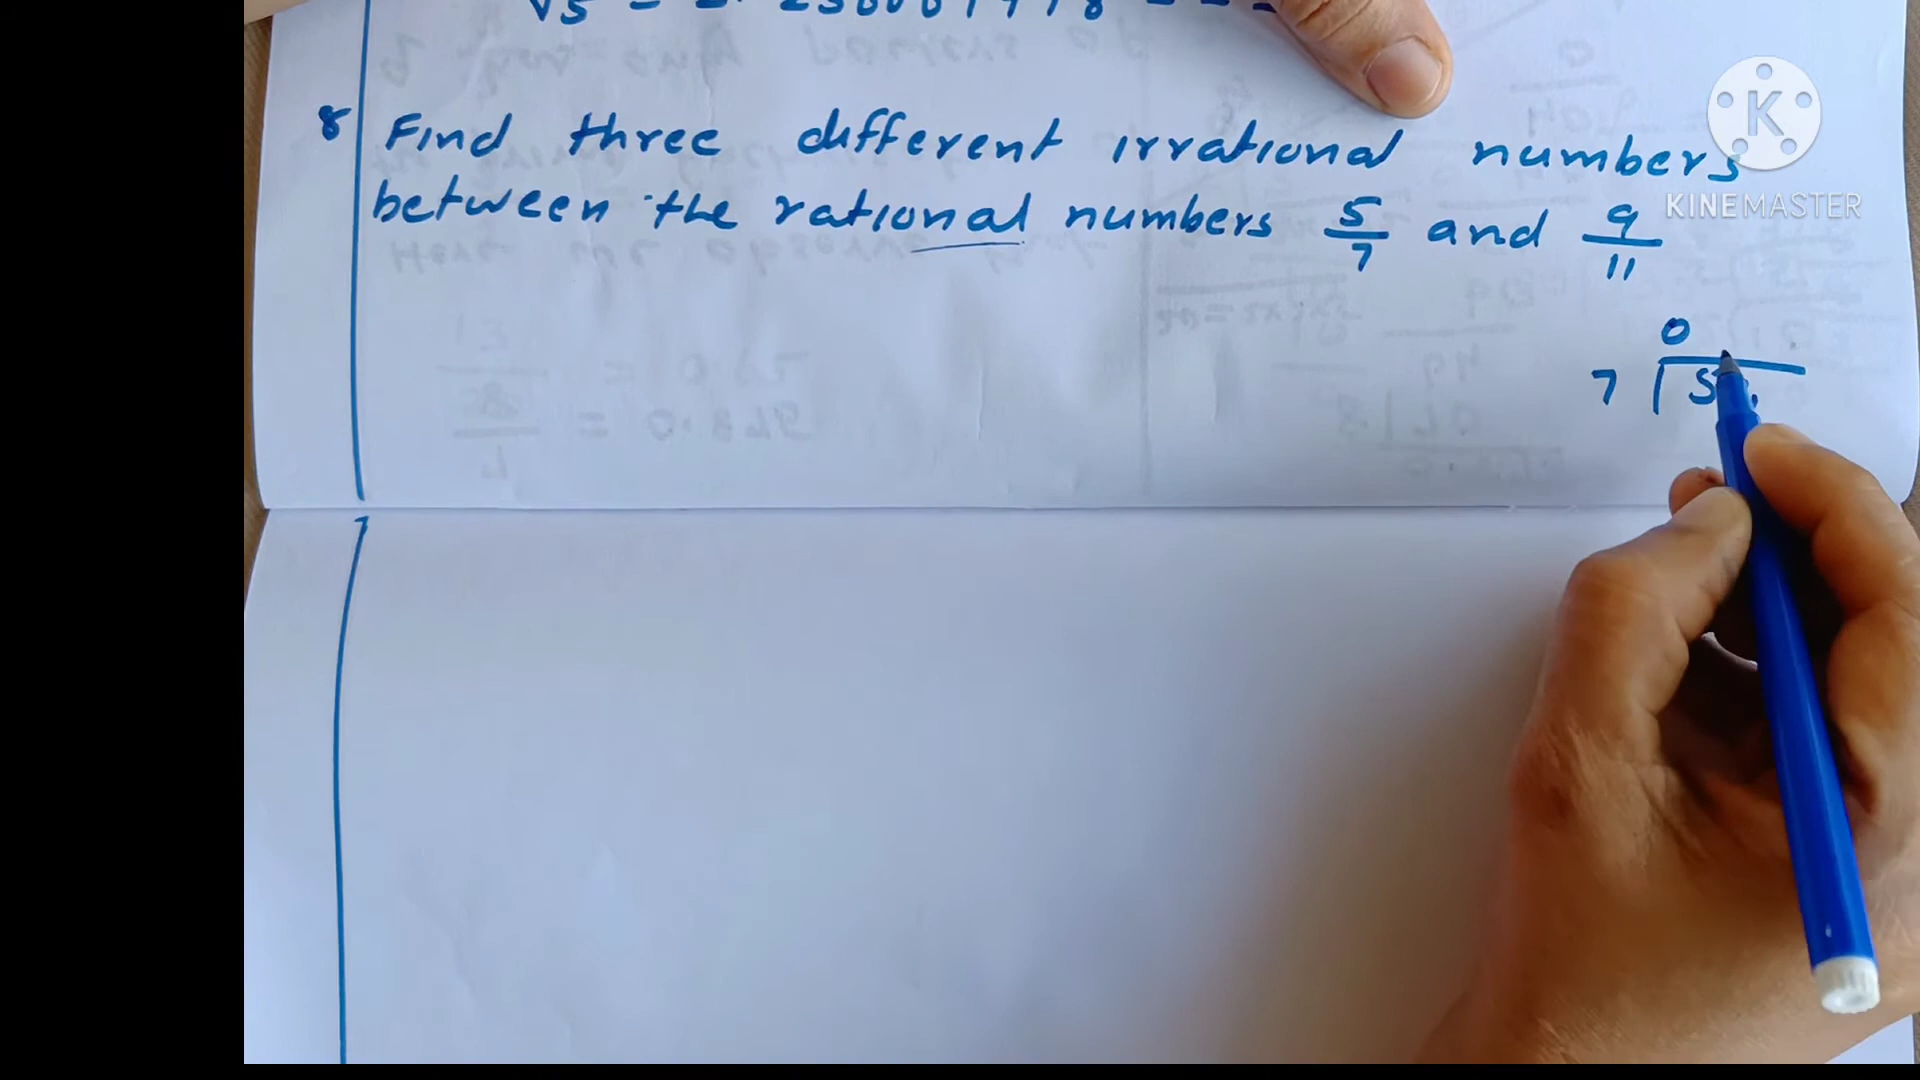 8 Find three different irrational numbers
between the rational numbers 5/7 and 9/11
0
7 5
K
KINEMASTER